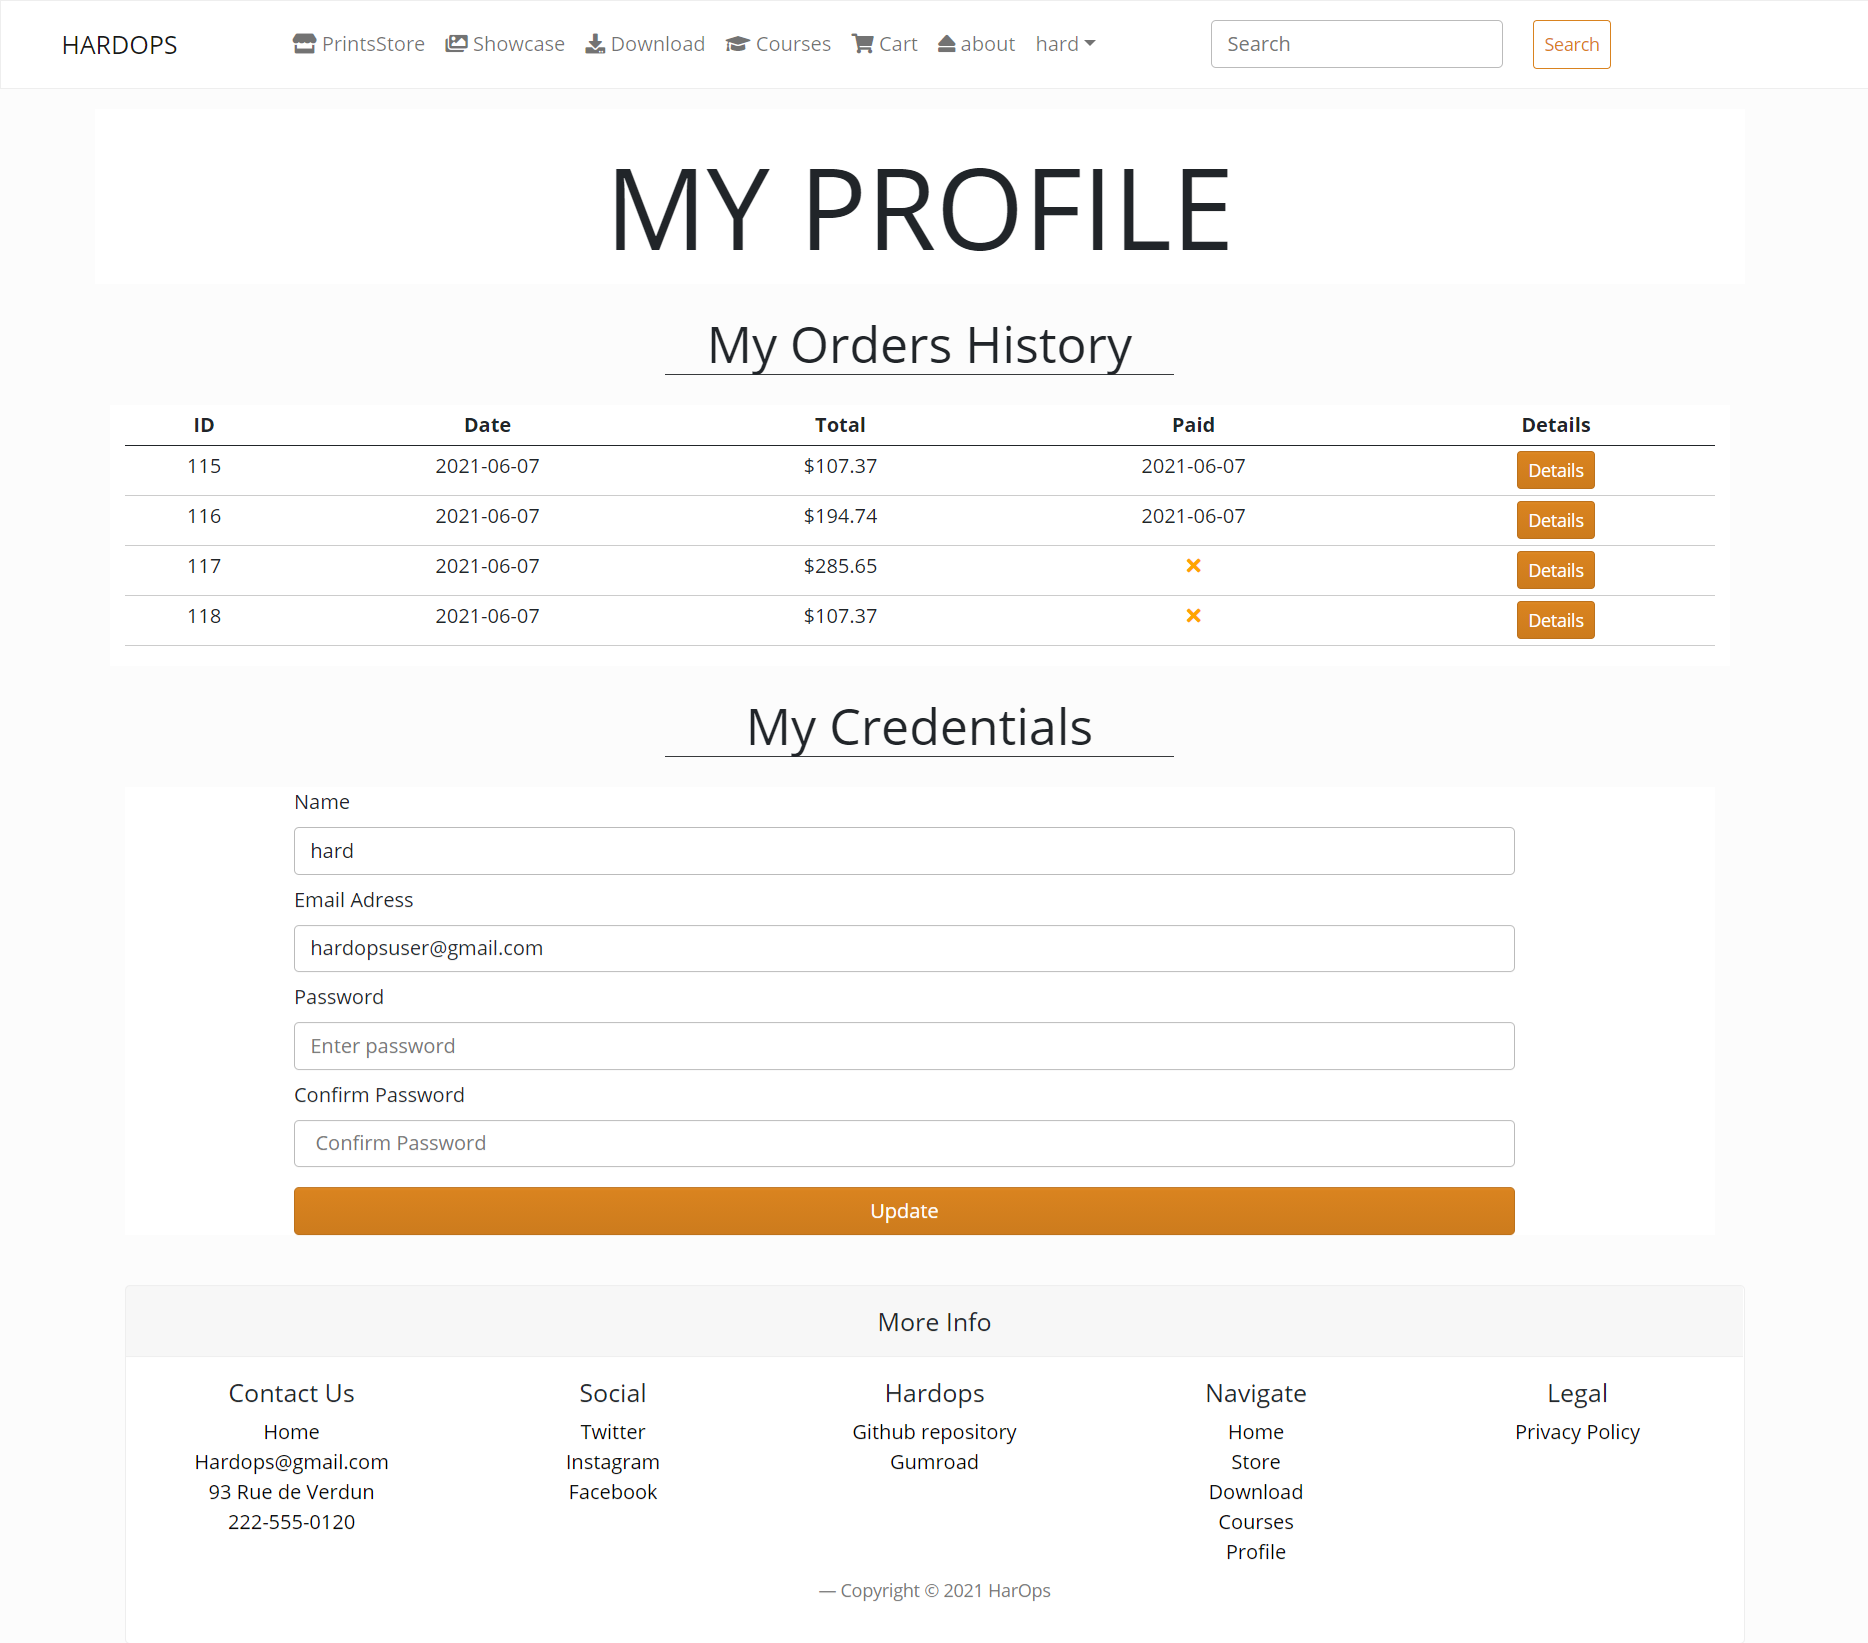 HARDOPS PrintsStore Showcase Download Courses Cart about hard Search Search
MY PROFILE
My Orders History
ID Date Total Paid Details
115 2021-06-07 $107.37 2021-06-07 Details
116 2021-06-07 $194.74 2021-06-07 Details
117 2021-06-07 $285.65 Details
118 2021-06-07 $107.37 Details
My Credentials
Name
hard
Email Adress
hardopsuser@gmail.com
Password
Enter password
Confirm Password
Confirm Password
Update
More Info
Contact Us
Home
Hardops@gmail.com
93 Rue de Verdun
222-555-0120
Social
Twitter
Instagram
Facebook
Hardops
Github repository
Gumroad
Navigate
Home
Store
Download
Courses
Profile
Legal
Privacy Policy
— Copyright © 2021 HarOps